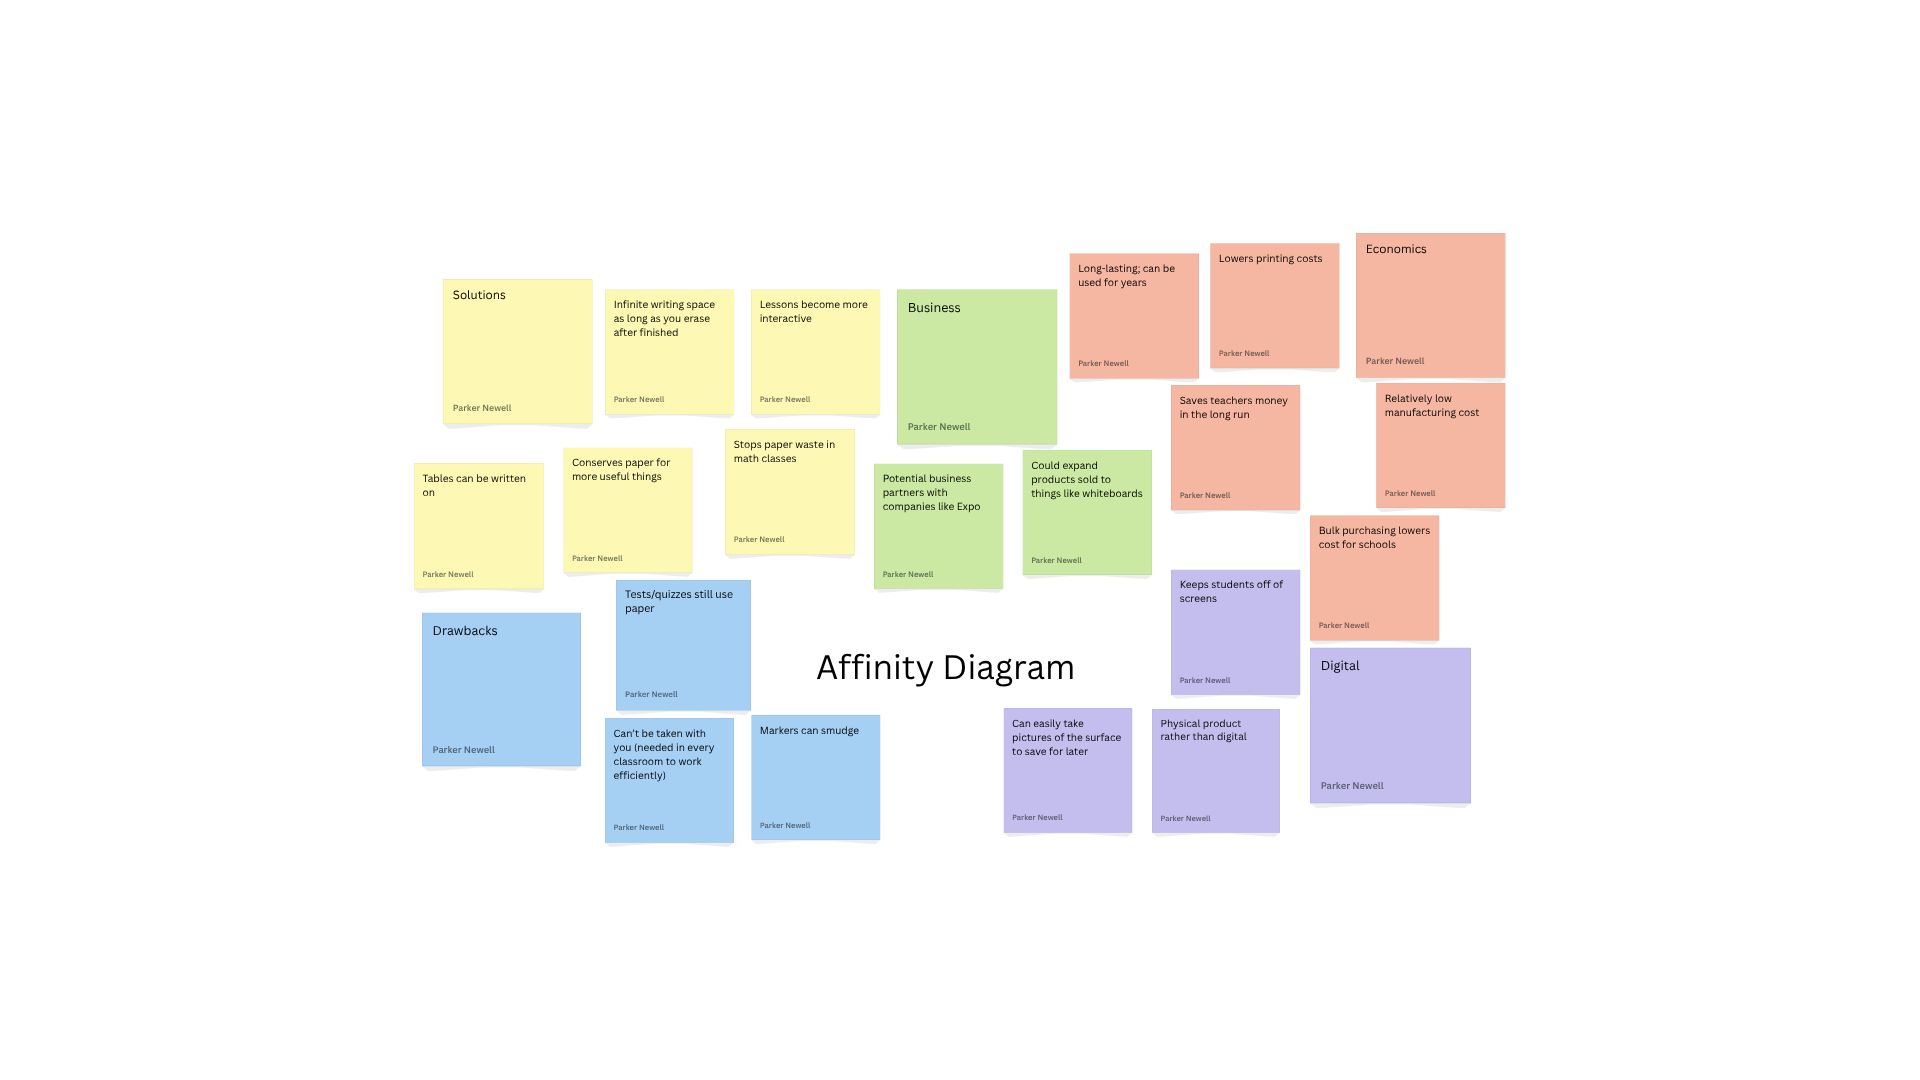 Solutions
Parker Newell
Infinite writing space
as long as you erase
after finished
Parker Newell
Lessons become more
interactive
Parker Newell
Tables can be written
on
Parker Newell
Conserves paper for
more useful things
Parker Newell
Stops paper waste in
math classes
Parker Newell
Business
Parker Newell
Potential business
partners with
companies like Expo
Parker Newell
Could expand
products sold to
things like whiteboards
Parker Newell
Long-lasting; can be
used for years
Parker Newell
Lowers printing costs
Parker Newell
Economics
Parker Newell
Saves teachers money
in the long run
Parker Newell
Relatively low
manufacturing cost
Parker Newell
Bulk purchasing lowers
cost for schools
Parker Newell
Drawbacks
Parker Newell
Tests/quizzes still use
paper
Parker Newell
Can't be taken with
you (needed in every
classroom to work
efficiently)
Parker Newell
Markers can smudge
Parker Newell
Affinity Diagram
Keeps students off of
screens
Parker Newell
Can easily take
pictures of the surface
to save for later
Parker Newell
Physical product
rather than digital
Parker Newell
Digital
Parker Newell